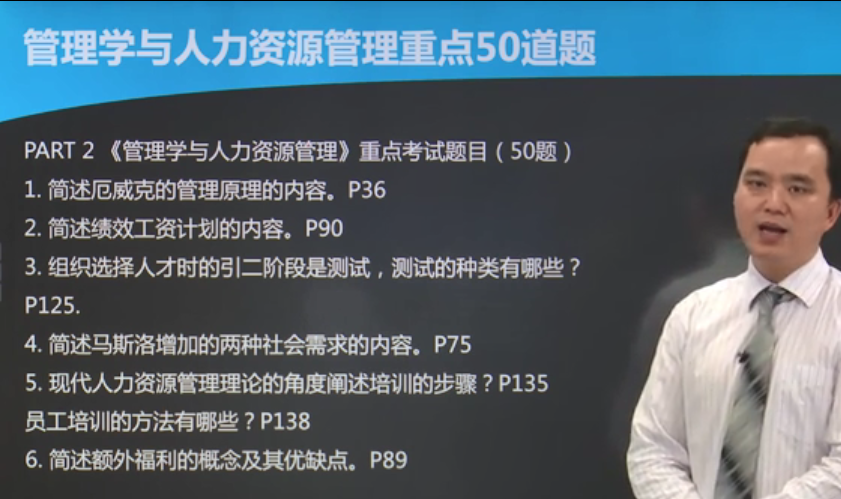 管理学与人力资源管理重点50道题
PART 2 《管理学与人力资源管理》重点考试题目（50题）
1. 简述厄威克的管理原理的内容。P36
2. 简述绩效工资计划的内容。P90
3. 组织选择人才时的引二阶段是测试，测试的种类有哪些？
P125.
4. 简述马斯洛增加的两种社会需求的内容。P75
5. 现代人力资源管理理论的角度阐述培训的步骤？P135
员工培训的方法有哪些？P138
6. 简述额外福利的概念及其优缺点。P89